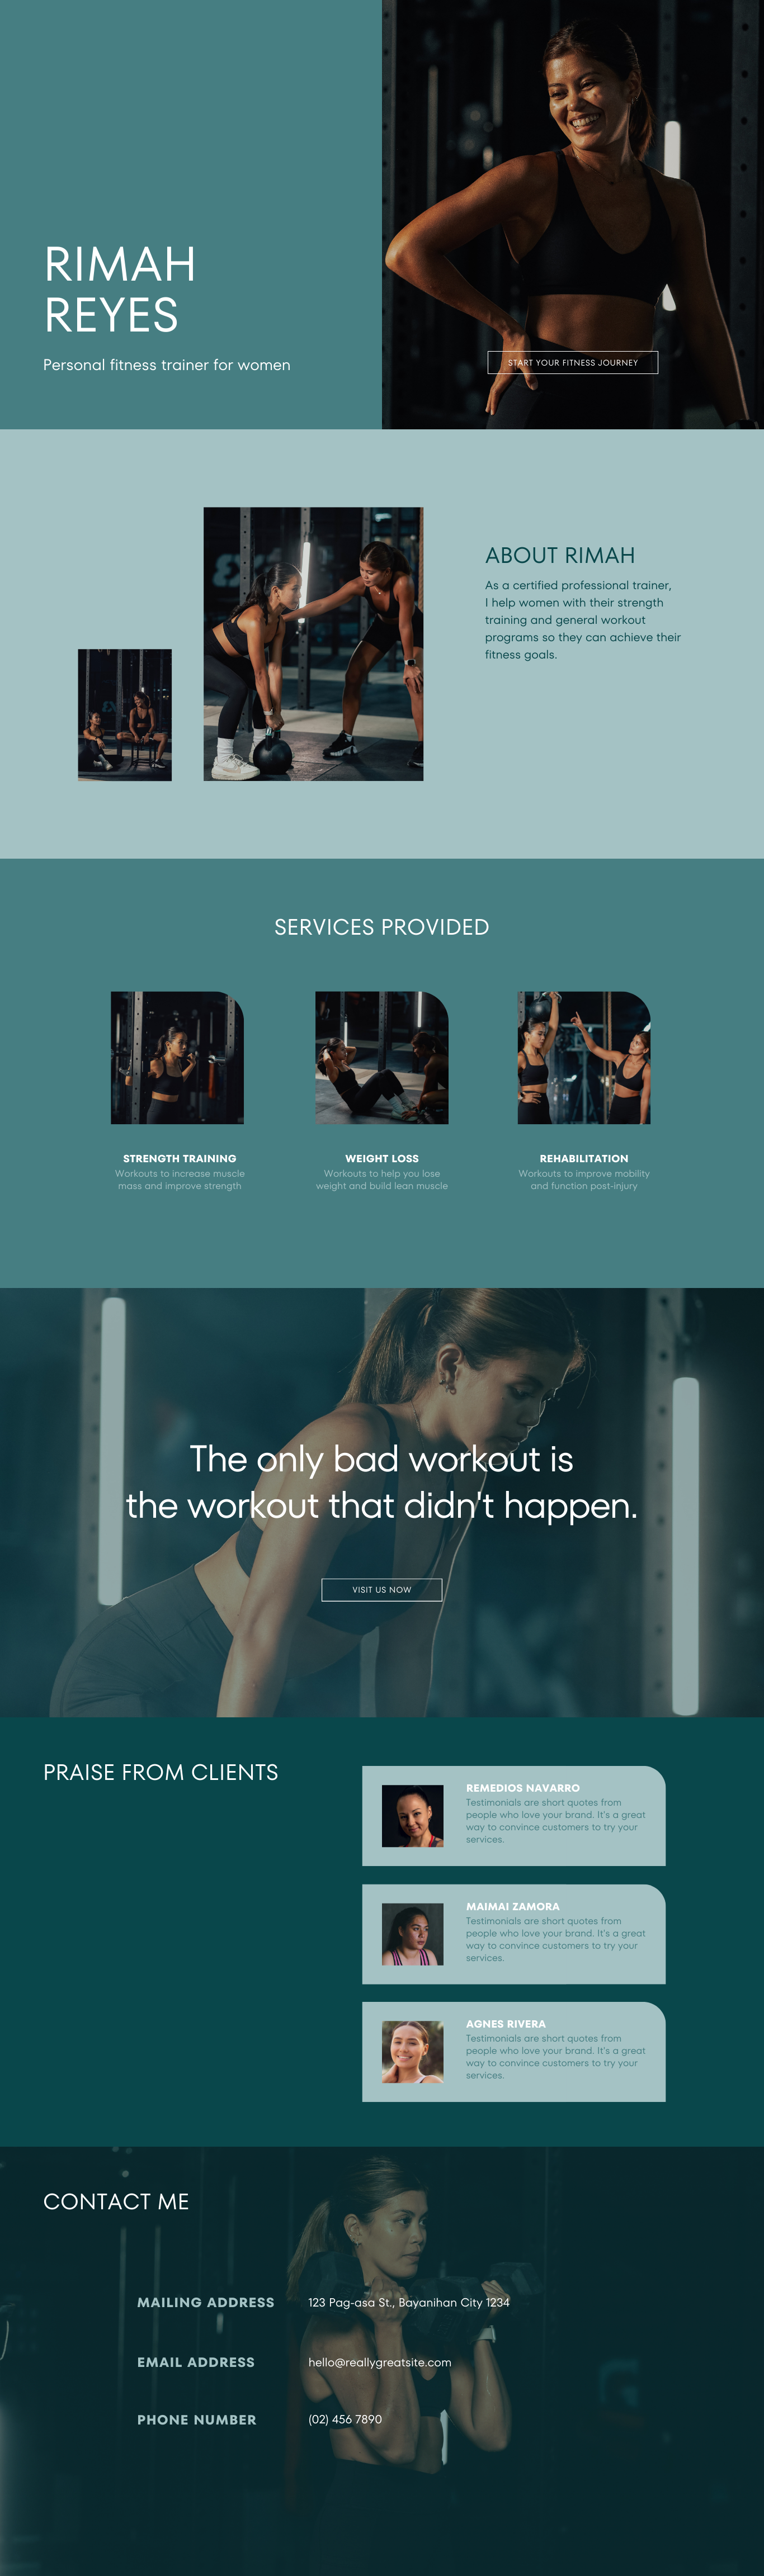 RIMAH
REYES
Personal fitness trainer for women
START YOUR FITNESS JOURNEY
ABOUT RIMAH
As a certified professional trainer,
I help women with their strength
training and general workout
programs so they can achieve their
fitness goals.
SERVICES PROVIDED
STRENGTH TRAINING
Workouts to increase muscle
mass and improve strength
WEIGHT LOSS
Workouts to help you lose
weight and build lean muscle
REHABILITATION
Workouts to improve mobility
and function post-injury
The only bad workout is
the workout that didn't happen.
VISIT US NOW
PRAISE FROM CLIENTS
REMEDIOS NAVARRO
Testimonials are short quotes from
people who love your brand. It's a great
way to convince customers to try your
services.
MAIMAI ZAMORA
Testimonials are short quotes from
people who love your brand. It's a great
way to convince customers to try your
services.
AGNES RIVERA
Testimonials are short quotes from
people who love your brand. It's a great
way to convince customers to try your
services.
CONTACT ME
MAILING ADDRESS
123 Pag-asa St., Bayanihan City 1234
EMAIL ADDRESS
hello@reallygreatsite.com
PHONE NUMBER
(02) 456 7890